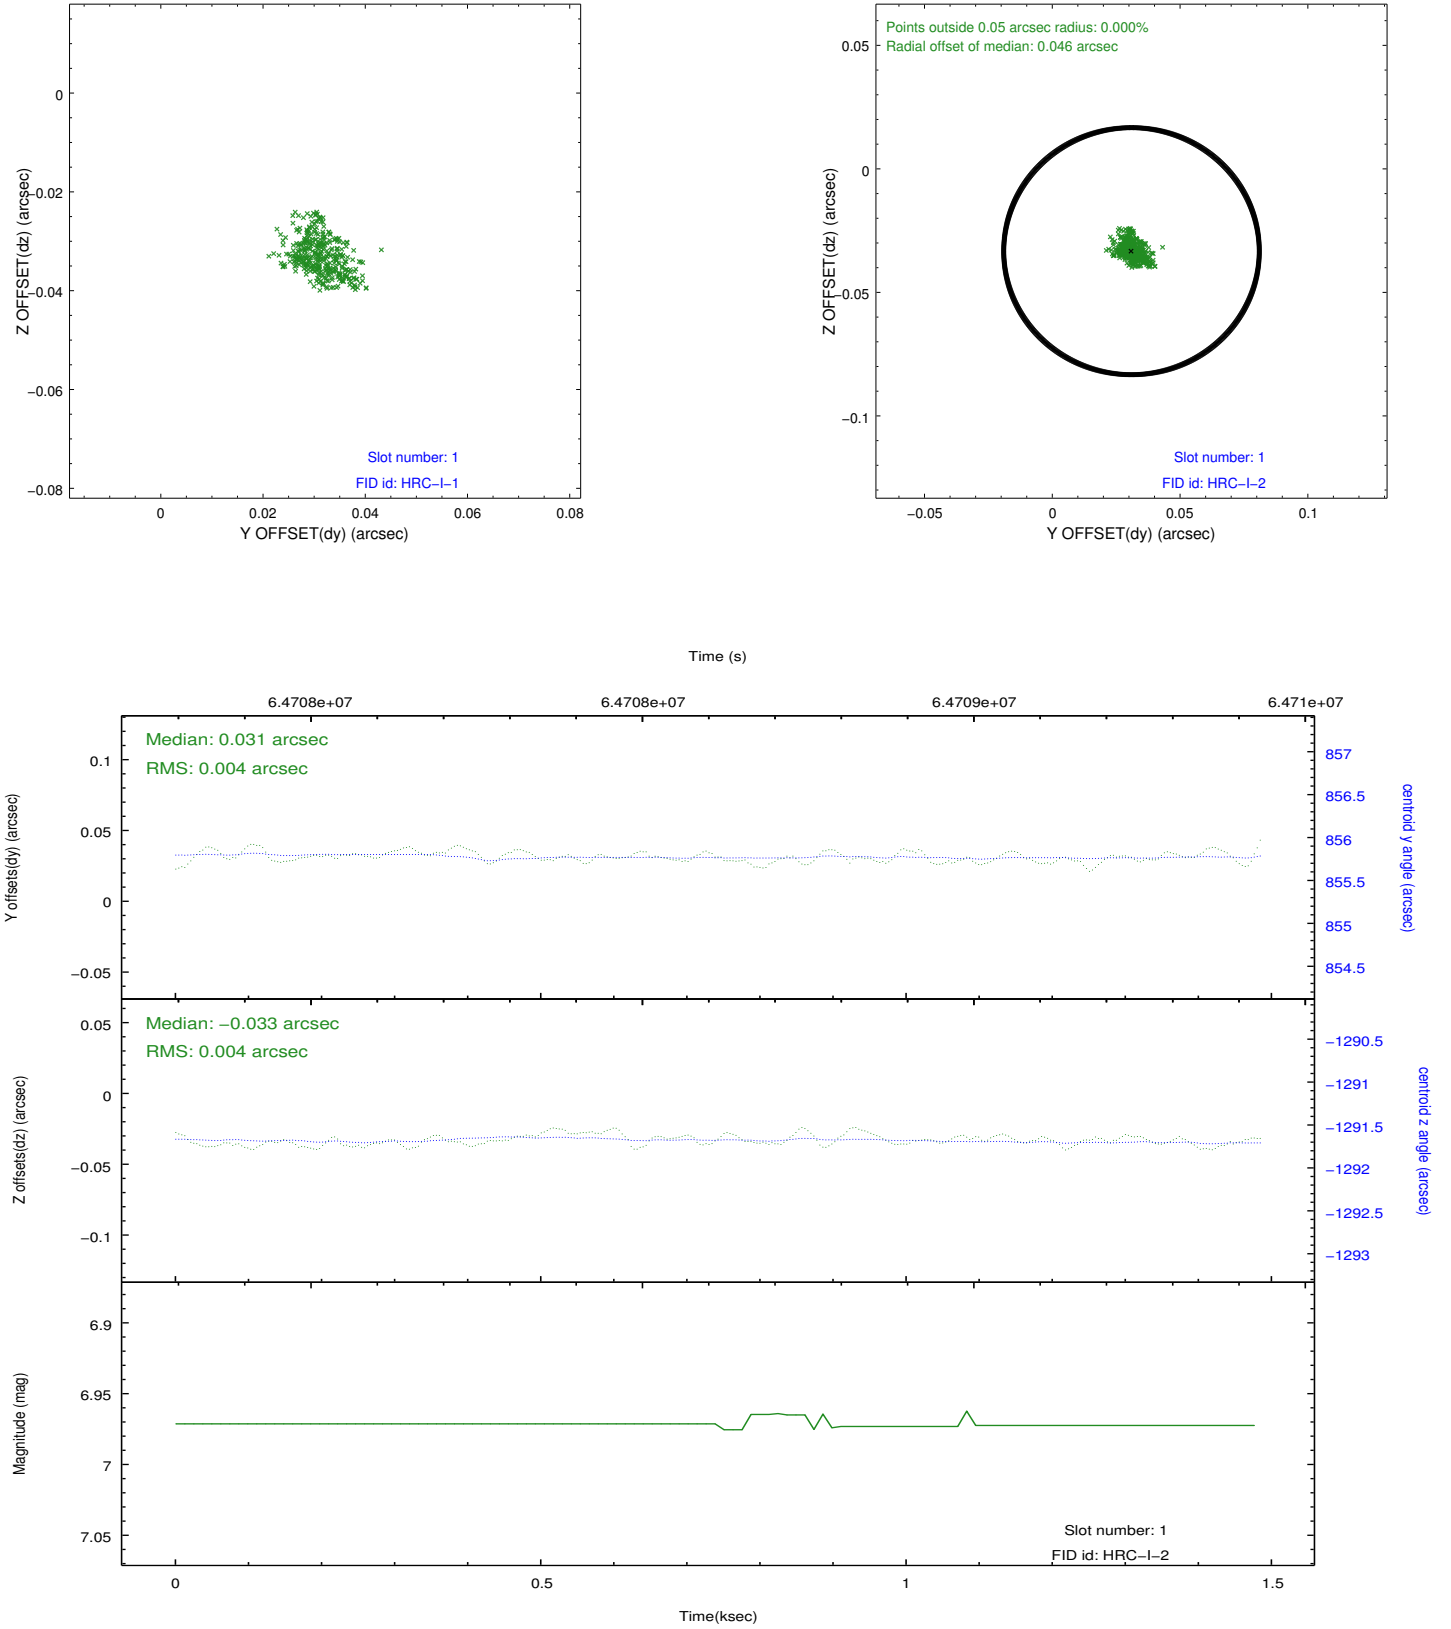 0
−0.02
−0.04
−0.06
−0.08
Z OFFSET(dz) (arcsec)
Slot number: 1
FID id: HRC−I−1
0
0.02
0.04
0.06
0.08
Y OFFSET(dy) (arcsec)
Points outside 0.05 arcsec radius: 0.000%
Radial offset of median: 0.046 arcsec
0.05
0
−0.05
−0.1
Z OFFSET(dz) (arcsec)
Slot number: 1
FID id: HRC−I−2
−0.05
0
0.05
0.1
Y OFFSET(dy) (arcsec)
Time (s)
6.4708e+07
6.4708e+07
6.4709e+07
6.471e+07
Median: 0.031 arcsec
RMS: 0.004 arcsec
0.1
0.05
0
−0.05
Y offsets(dy) (arcsec)
857
856.5
856
855.5
855
854.5
centroid y angle (arcsec)
Median: −0.033 arcsec
RMS: 0.004 arcsec
0.05
0
−0.05
−0.1
Z offsets(dz) (arcsec)
−1290.5
−1291
−1291.5
−1292
−1292.5
−1293
centroid z angle (arcsec)
6.9
6.95
7
7.05
Magnitude (mag)
Slot number: 1
FID id: HRC−I−2
0
0.5
1
1.5
Time(ksec)